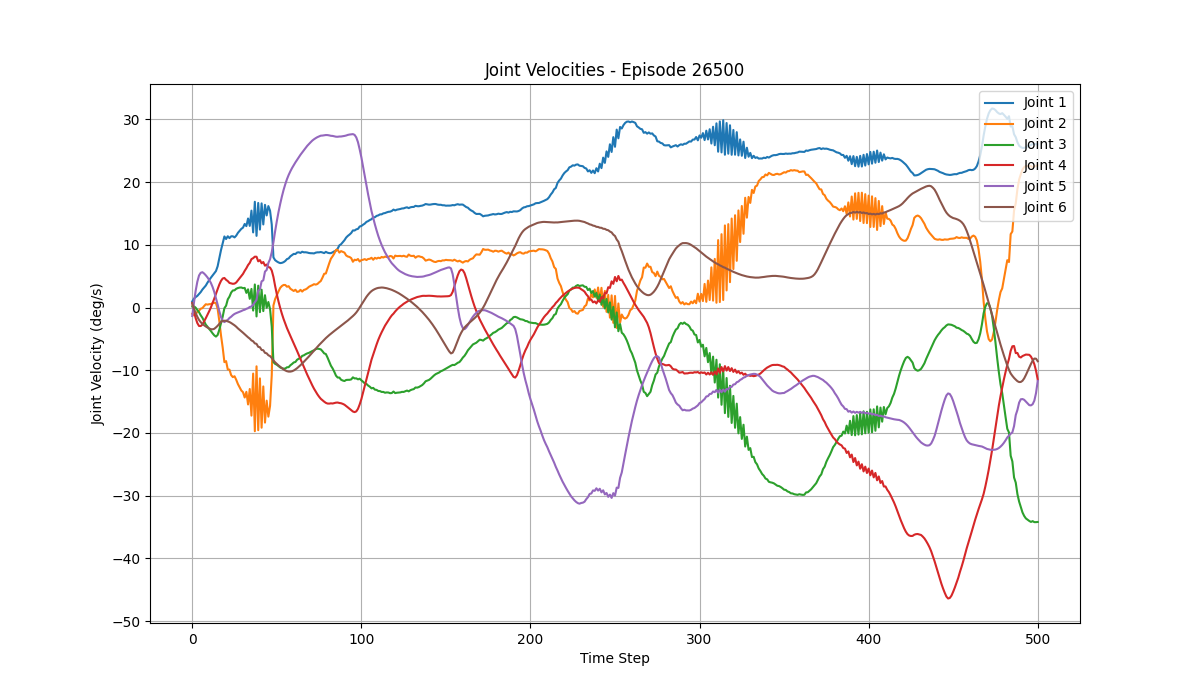 Joint Velocities - Episode 26500
Joint Velocity (deg/s)
30
20
10
0
−10
−20
−30
−40
−50
Joint 1
Joint 2
Joint 3
Joint 4
Joint 5
Joint 6
0 100 200 300 400 500
Time Step